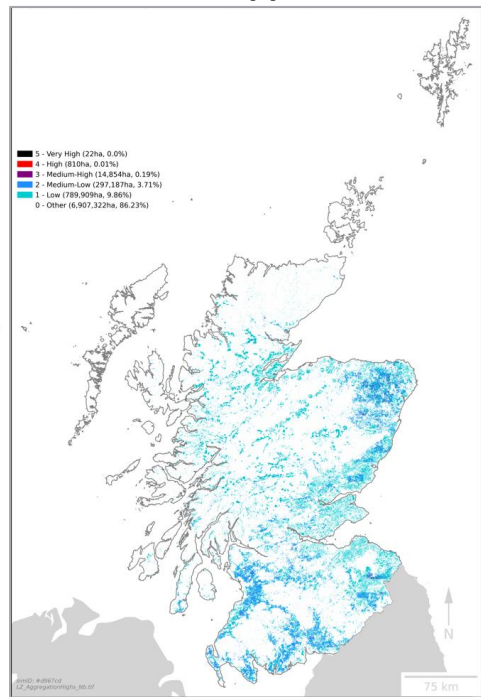 5 - Very High (22ha, 0.0%)
4 - High (810ha, 0.01%)
3 - Medium-High (14,854ha, 0.19%)
2 - Medium-Low (297,187ha, 3.71%)
1 - Low (789,909ha, 9.86%)
0 - Other (6,907,322ha, 86.23%)
N
75 km
LZ_AggregationHighs_Nb.tif